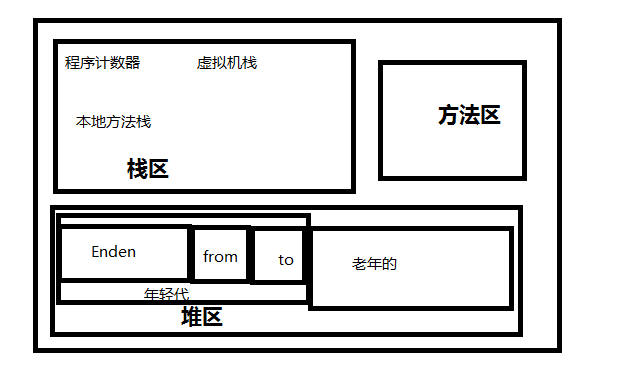 程序计数器 虚拟机栈
本地方法栈
栈区
方法区
Enden from to 老年的
年轻代
堆区